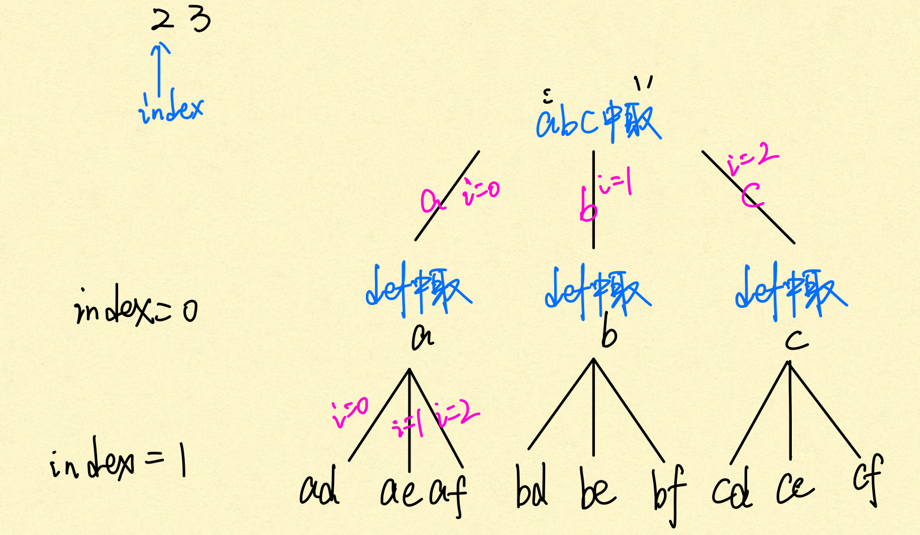 2 3
index
" "
abc中取
a i=0 b i=1 i=2 c
index=0 def中取 def中取 def中取
a b c
i=0 i=1 i=2
index=1 ad ae af bd be bf cd ce cf